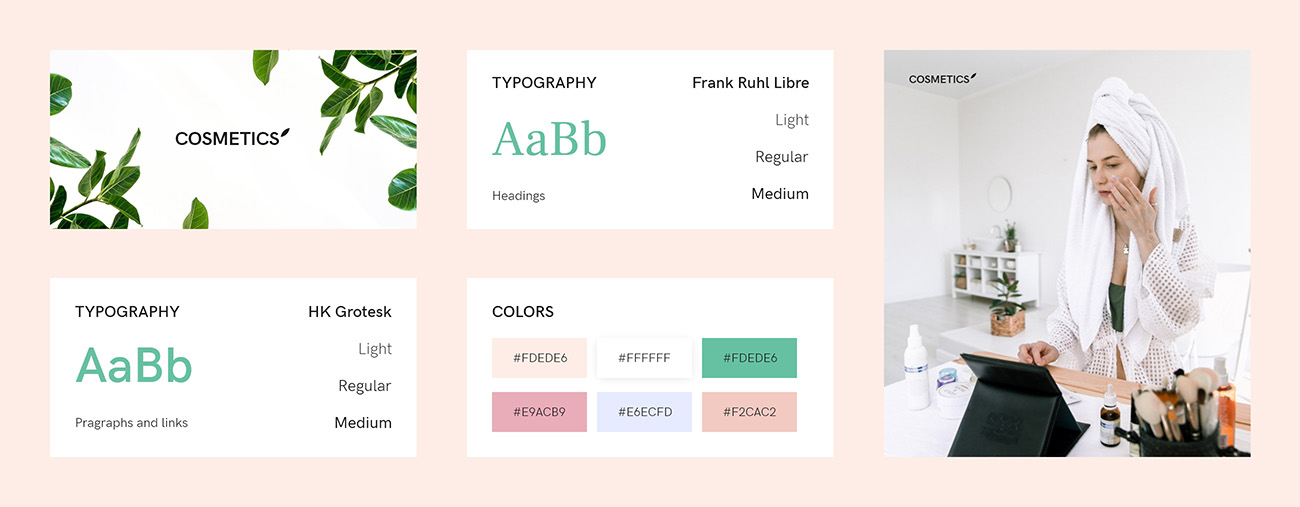 COSMETICS
TYPOGRAPHY
Frank Ruhl Libre
AaBb
Light
Regular
Medium
Headings
COSMETICS
TYPOGRAPHY
HK Grotesk
AaBb
Light
Regular
Medium
Pragraphs and links
COLORS
#FDEDE6
#FFFFFF
#FDEDE6
#E9ACB9
#E6ECFD
#F2CAC2